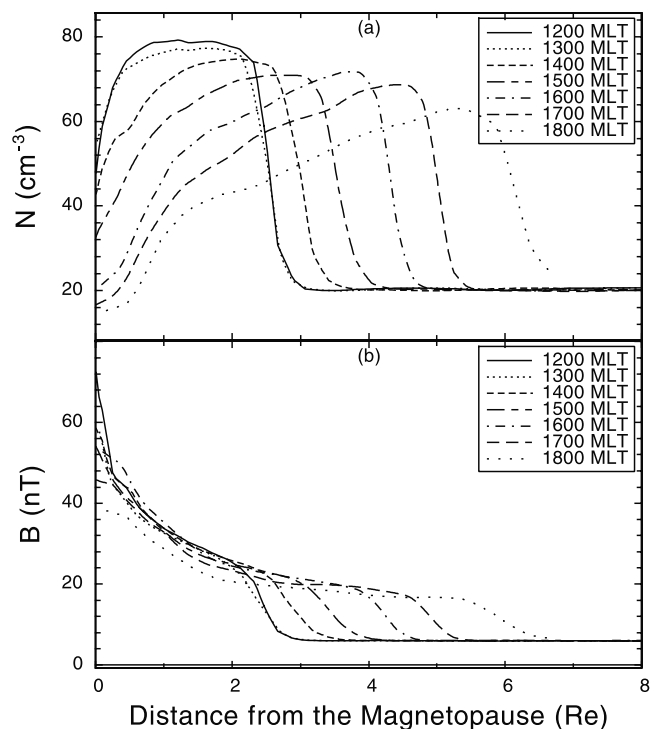 (a)
80
60
40
20
N (cm⁻³)
1200 MLT
1300 MLT
1400 MLT
1500 MLT
1600 MLT
1700 MLT
1800 MLT
(b)
60
40
20
0
B (nT)
1200 MLT
1300 MLT
1400 MLT
1500 MLT
1600 MLT
1700 MLT
1800 MLT
0 2 4 6 8
Distance from the Magnetopause (Re)